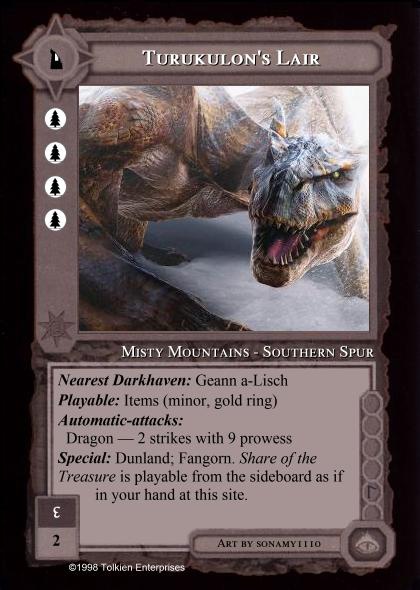 Turukulon's Lair
Misty Mountains - Southern Spur
Nearest Darkhaven: Geann a-Lisch
Playable: Items (minor, gold ring)
Automatic-attacks:
Dragon — 2 strikes with 9 prowess
Special: Dunland; Fangorn. Share of the
Treasure is playable from the sideboard as if
in your hand at this site.
ε
2
Art by sonamy1110
©1998 Tolkien Enterprises